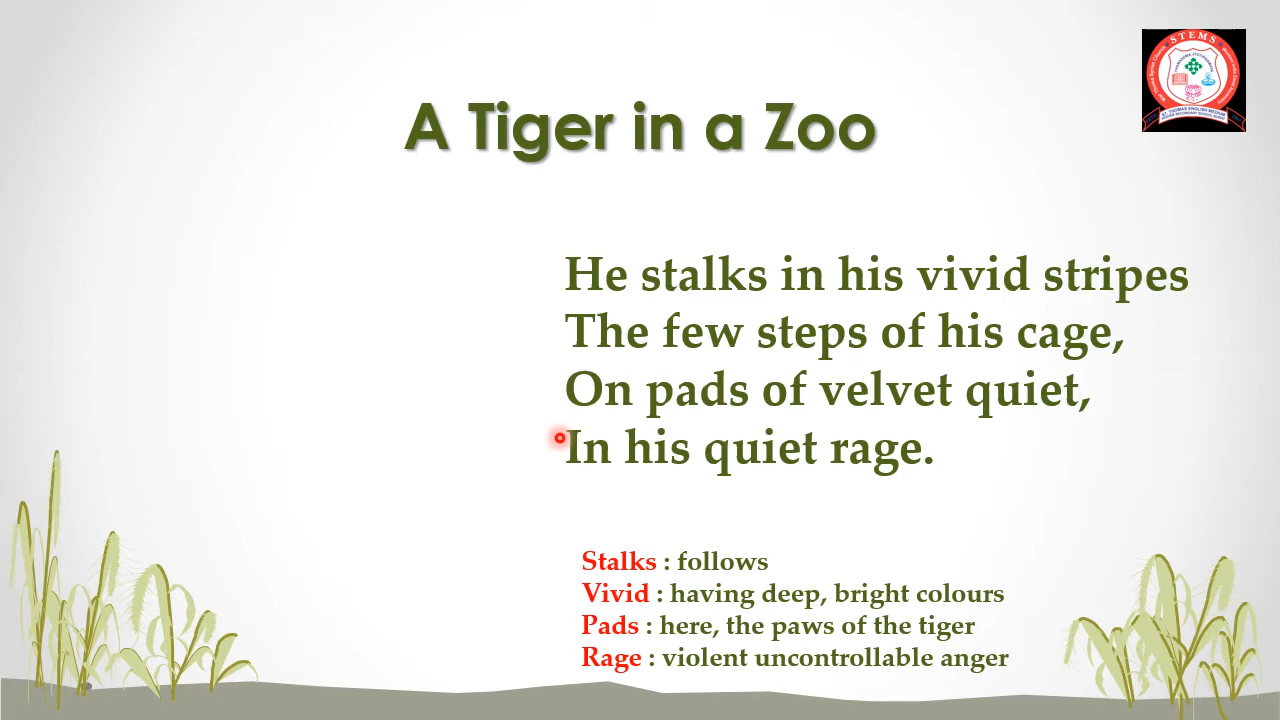 STEMS
A Tiger in a Zoo
He stalks in his vivid stripes
The few steps of his cage,
On pads of velvet quiet,
In his quiet rage.
Stalks : follows
Vivid : having deep, bright colours
Pads : here, the paws of the tiger
Rage : violent uncontrollable anger